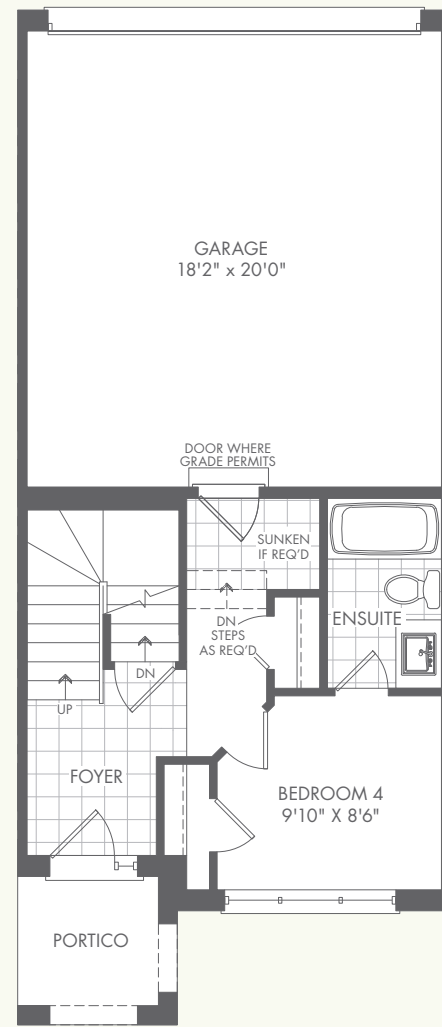 GARAGE
18'2" x 20'0"
DOOR WHERE
GRADE PERMITS
SUNKEN
IF REQ'D
DN
STEPS
AS REQ'D
ENSUITE
DN
UP
FOYER
BEDROOM 4
9'10" X 8'6"
PORTICO